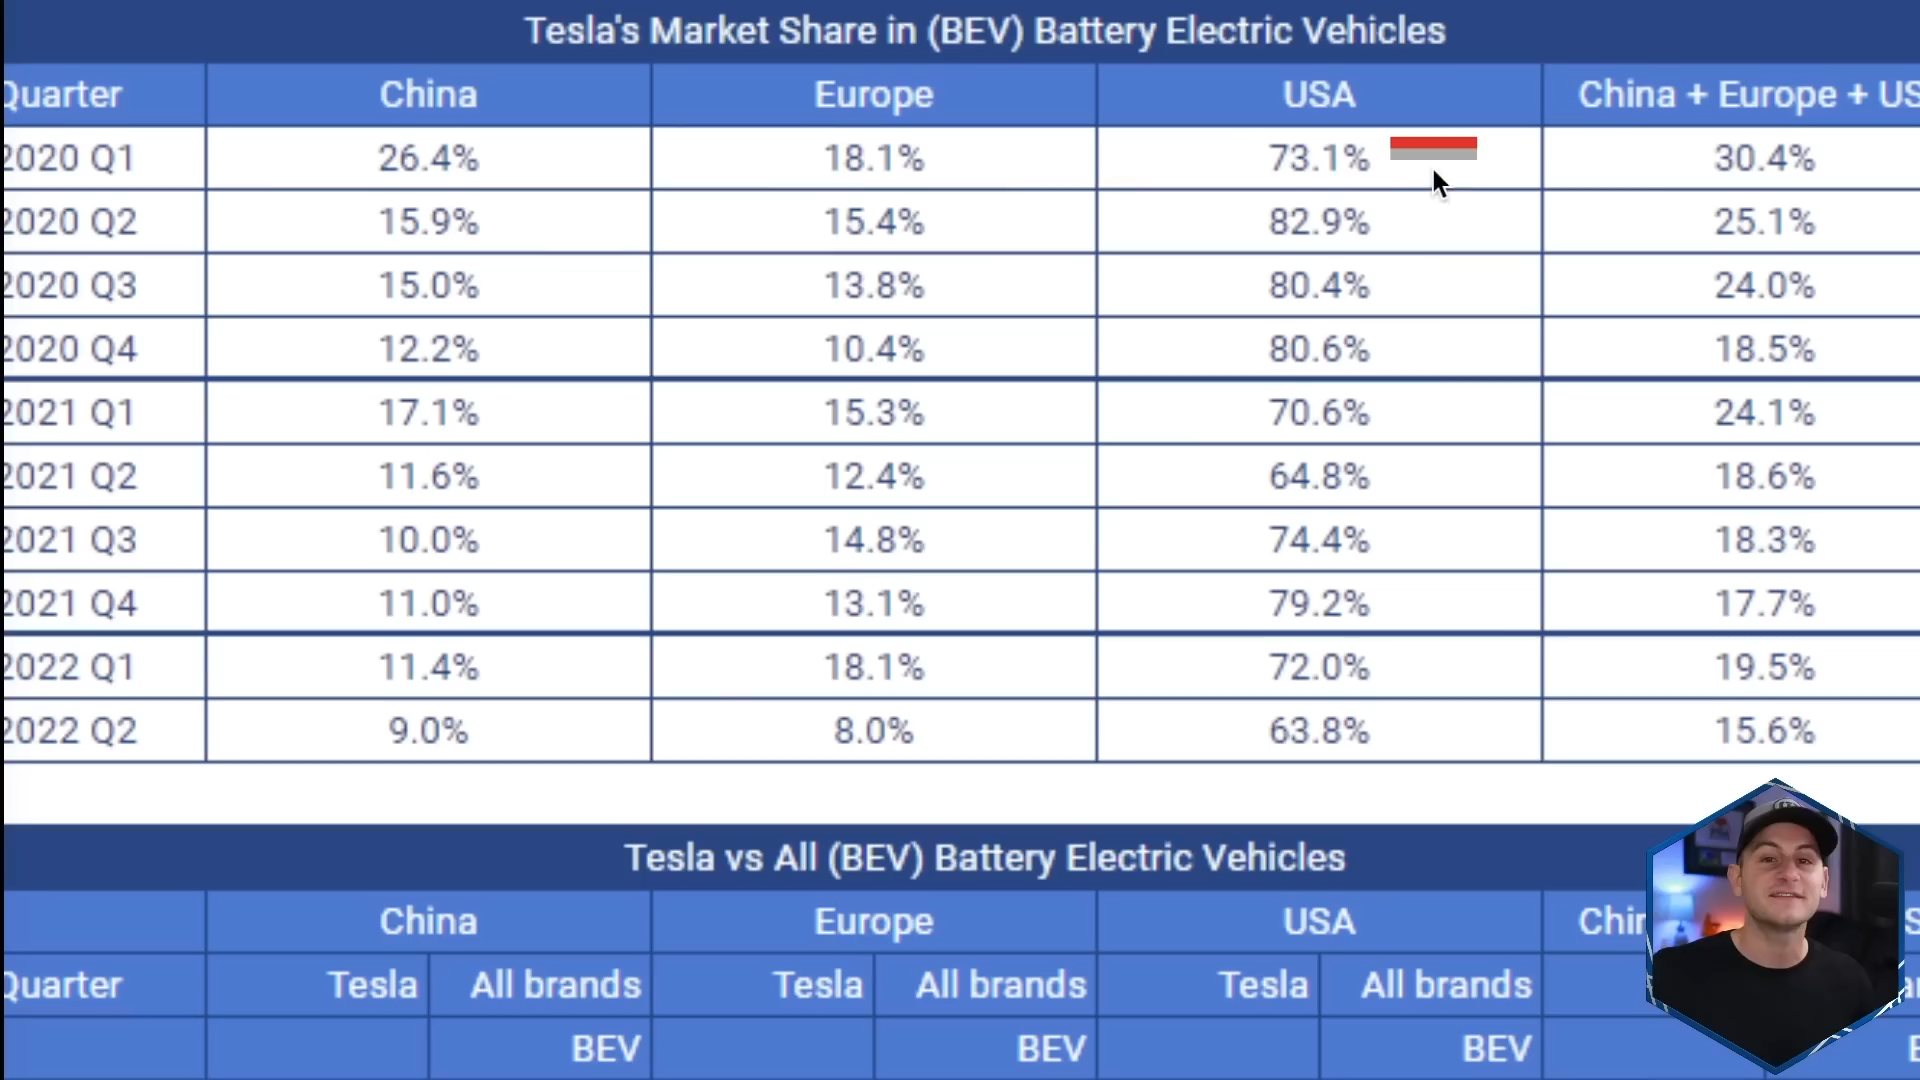 Tesla's Market Share in (BEV) Battery Electric Vehicles
Quarter China Europe USA China + Europe + US
2020 Q1 26.4% 18.1% 73.1% 30.4%
2020 Q2 15.9% 15.4% 82.9% 25.1%
2020 Q3 15.0% 13.8% 80.4% 24.0%
2020 Q4 12.2% 10.4% 80.6% 18.5%
2021 Q1 17.1% 15.3% 70.6% 24.1%
2021 Q2 11.6% 12.4% 64.8% 18.6%
2021 Q3 10.0% 14.8% 74.4% 18.3%
2021 Q4 11.0% 13.1% 79.2% 17.7%
2022 Q1 11.4% 18.1% 72.0% 19.5%
2022 Q2 9.0% 8.0% 63.8% 15.6%
Tesla vs All (BEV) Battery Electric Vehicles
China Europe USA
Quarter Tesla All brands Tesla All brands Tesla All brands
BEV BEV BEV